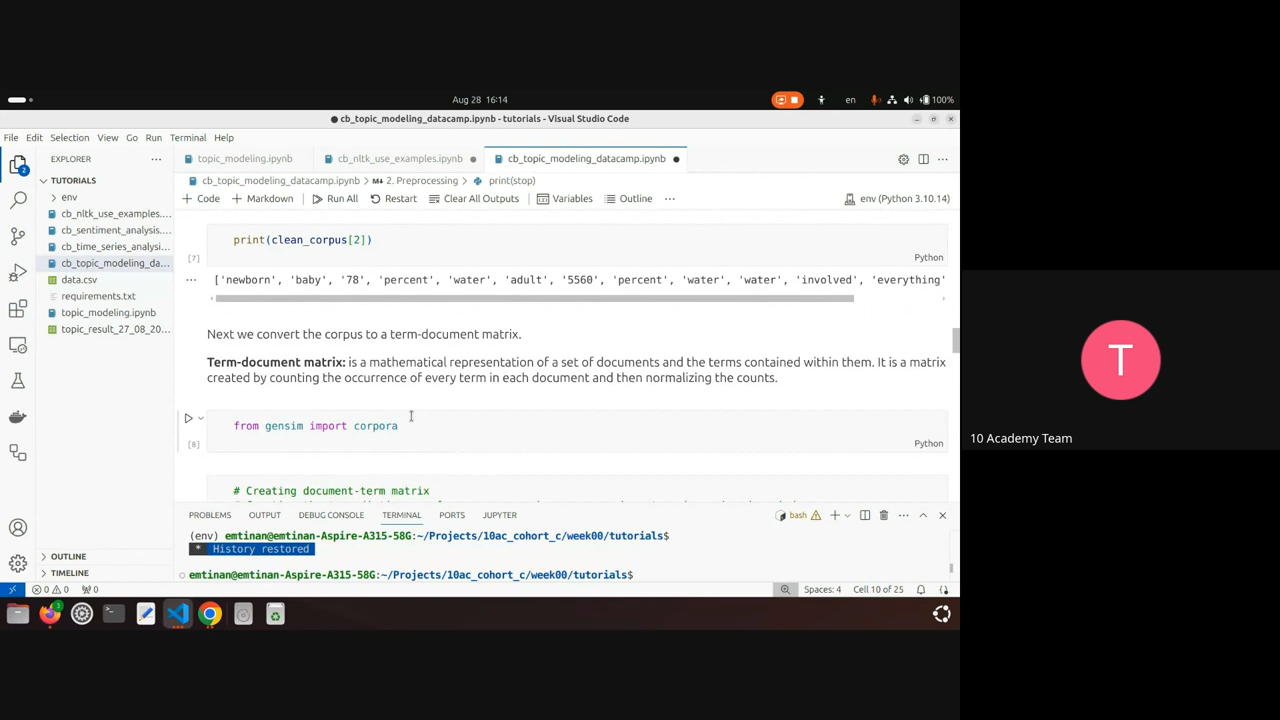 Aug 28 16:14
en
100%
● cb_topic_modeling_datacamp.ipynb - tutorials - Visual Studio Code
File Edit Selection View Go Run Terminal Help
EXPLORER
topic_modeling.ipynb
cb_nltk_use_examples.ipynb ●
cb_topic_modeling_datacamp.ipynb ●
TUTORIALS
cb_topic_modeling_datacamp.ipynb > 2. Preprocessing > print(stop)
env
+ Code + Markdown Run All Restart Clear All Outputs Variables Outline ... env (Python 3.10.14)
cb_nltk_use_examples....
cb_sentiment_analysis....
cb_time_series_analysi...
cb_topic_modeling_da...
data.csv
requirements.txt
topic_modeling.ipynb
topic_result_27_08_20...
print(clean_corpus[2])
[7]
Python
... ['newborn', 'baby', '78', 'percent', 'water', 'adult', '5560', 'percent', 'water', 'water', 'involved', 'everything'
Next we convert the corpus to a term-document matrix.
Term-document matrix: is a mathematical representation of a set of documents and the terms contained within them. It is a matrix
created by counting the occurrence of every term in each document and then normalizing the counts.
from gensim import corpora
[8]
Python
# Creating document-term matrix
PROBLEMS OUTPUT DEBUG CONSOLE TERMINAL PORTS JUPYTER
bash
(env) emtinan@emtinan-Aspire-A315-58G:~/Projects/10ac_cohort_c/week00/tutorials$
* History restored
emtinan@emtinan-Aspire-A315-58G:~/Projects/10ac_cohort_c/week00/tutorials$
OUTLINE
TIMELINE
0 0 0
Spaces: 4 Cell 10 of 25
T
10 Academy Team